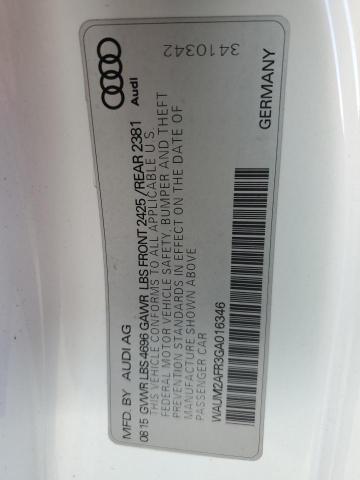 MFD. BY AUDI AG
08 15 GVWR LBS 4696 GAWR LBS FRONT 2425 / REAR 2381
THIS VEHICLE CONFORMS TO ALL APPLICABLE U.S.
FEDERAL MOTOR VEHICLE SAFETY, BUMPER AND THEFT
PREVENTION STANDARDS IN EFFECT ON THE DATE OF
MANUFACTURE SHOWN ABOVE
PASSENGER CAR
WAUM2AFR3GA016346
GERMANY
Audi
3410342